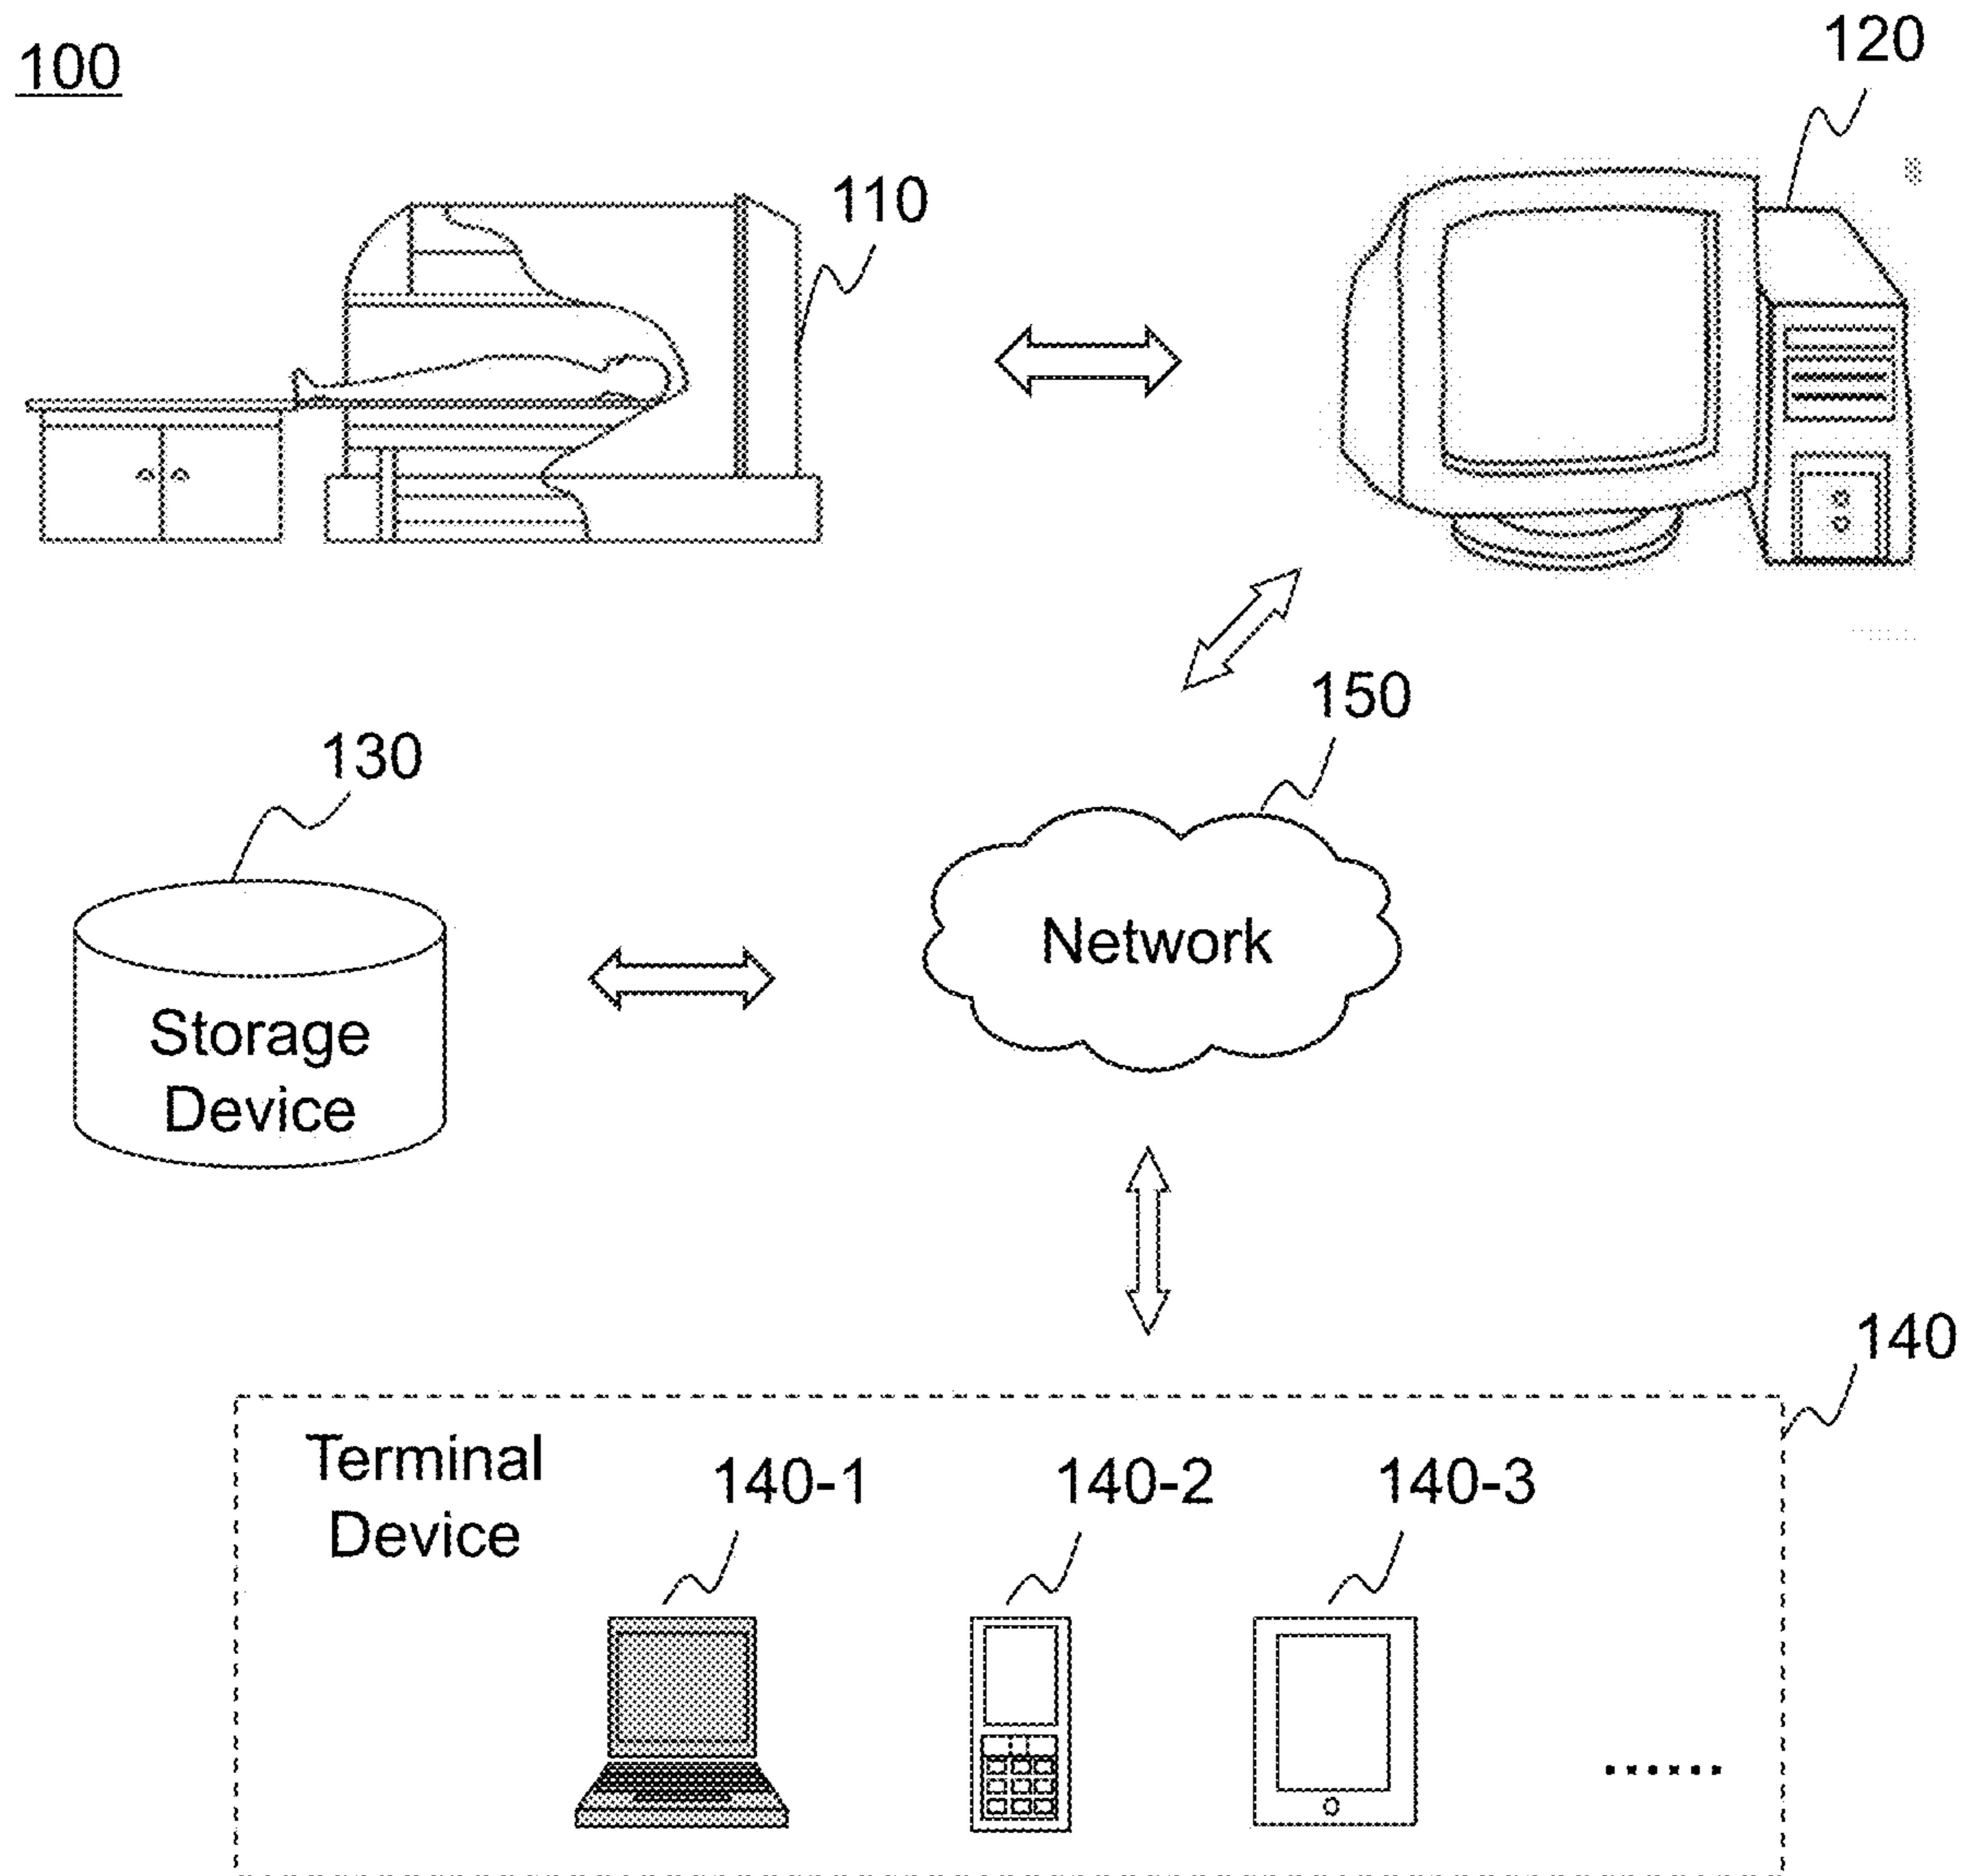 100
120
110
150
130
Network
Storage
Device
140
Terminal
Device
140-1
140-2
140-3
......